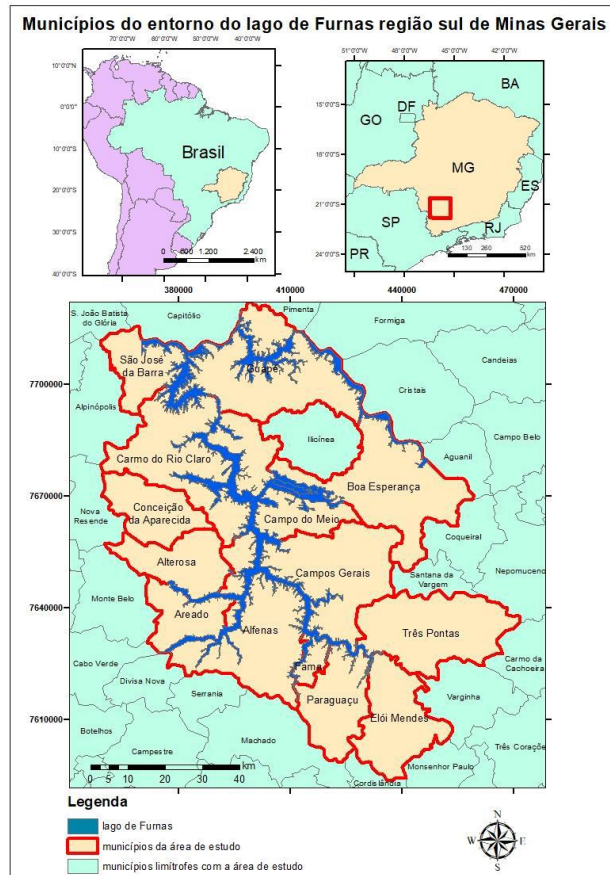 Municípios do entorno do lago de Furnas região sul de Minas Gerais
70°0'0"W 60°0'0"W 50°0'0"W 40°0'0"W
10°0'0"N
0°0'0"
10°0'0"S
20°0'0"S
30°0'0"S
40°0'0"S
Brasil
0 600 1.200 2.400
km
51°0'0"W 48°0'0"W 45°0'0"W 42°0'0"W
15°0'0"S
18°0'0"S
21°0'0"S
24°0'0"S
BA
DF
GO
MG
ES
SP
RJ
PR
0 130 260 520
km
380000 410000 440000 470000
7700000
7670000
7640000
7610000
S. João Batista
do Glória
Capitólio
Pimenta
Formiga
São José
da Barra
Guapé
Candeias
Cristais
Alpinópolis
Ilicínea
Campo Belo
Carmo do Rio Claro
Aguanil
Boa Esperança
Conceição
da Aparecida
Campo do Meio
Nova
Resende
Coqueiral
Alterosa
Campos Gerais
Santana da
Vargem
Nepomuceno
Monte Belo
Areado
Alfenas
Três Pontas
Cabo Verde
Fama
Carmo da
Cachoeira
Divisa Nova
Serrania
Paraguaçu
Varginha
Elói Mendes
Botelhos
Machado
Três Coraçõe
Campestre
Monsenhor Paulo
Cordislândia
0 5 10 20 30 40
km
Legenda
lago de Furnas
municípios da área de estudo
municípios limítrofes com a área de estudo
N
W E
S